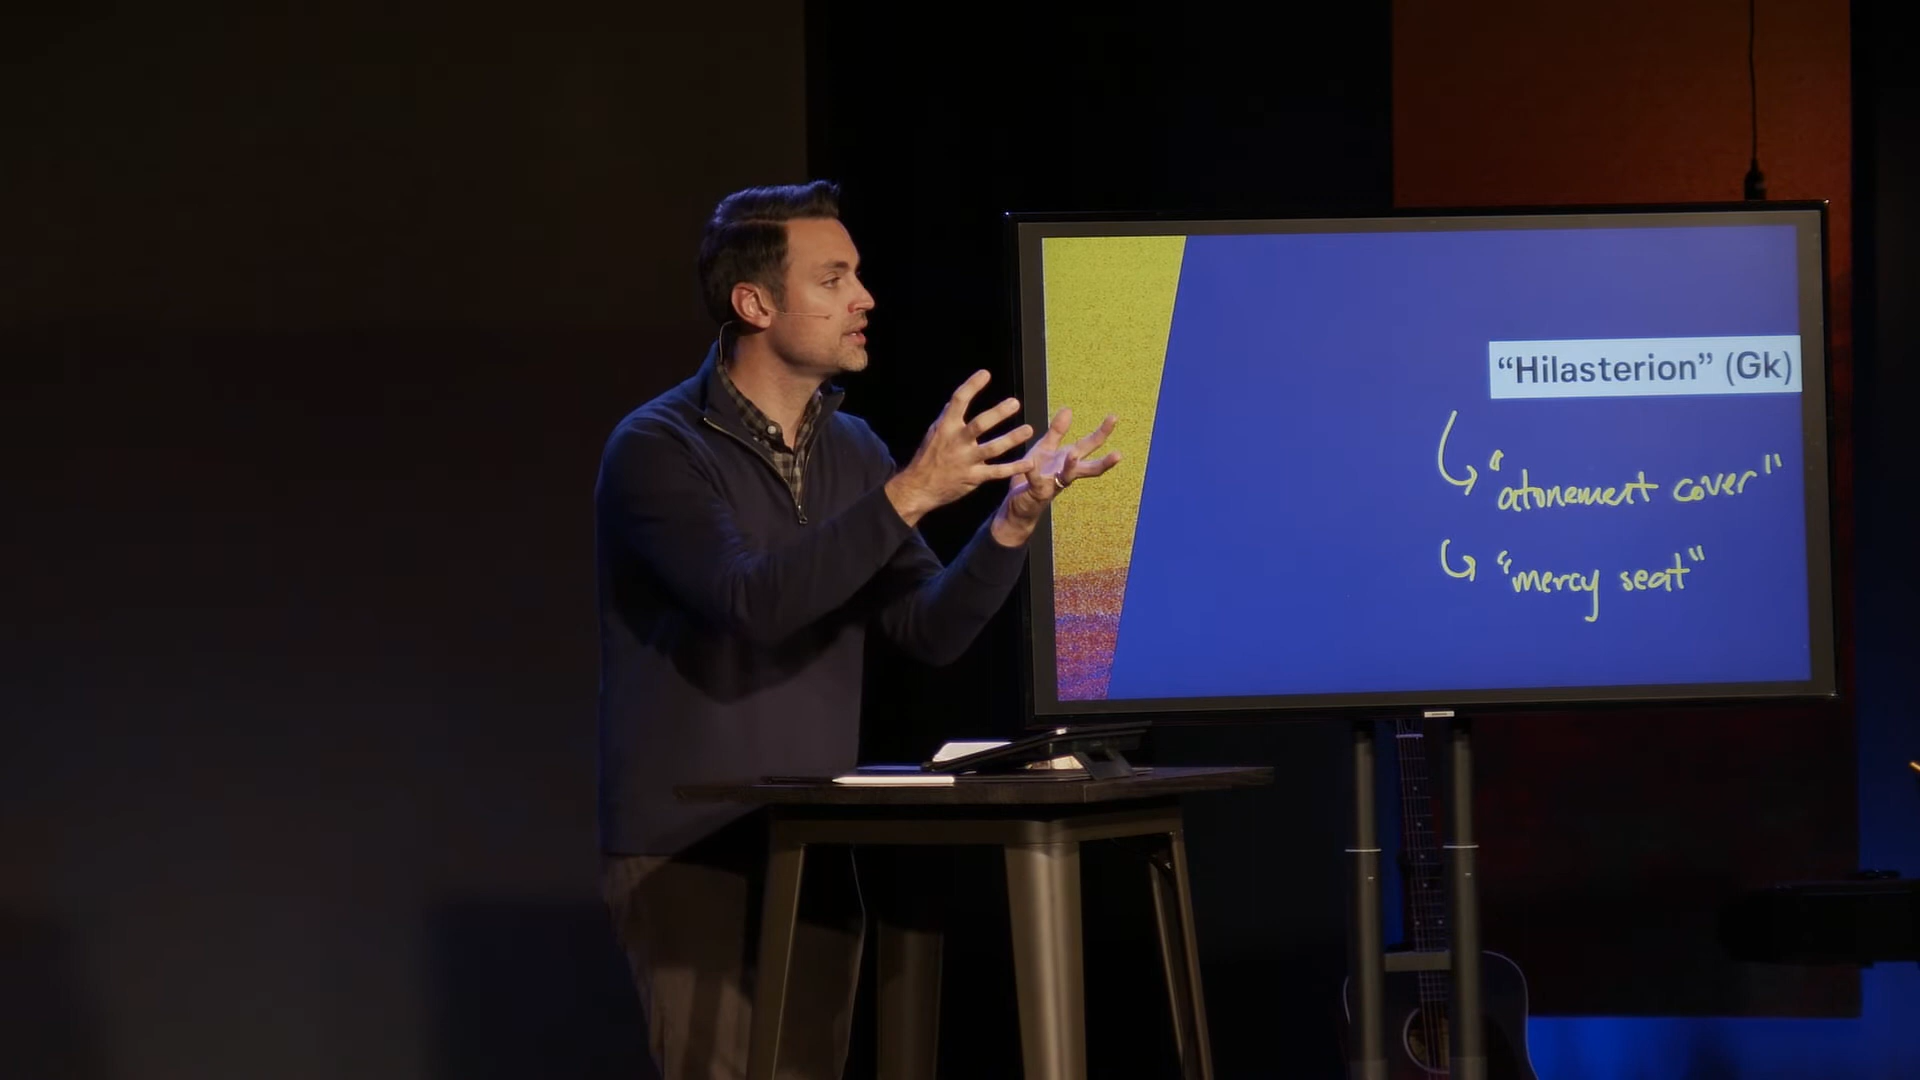 “Hilasterion” (Gk)
"atonement cover"
"mercy seat"